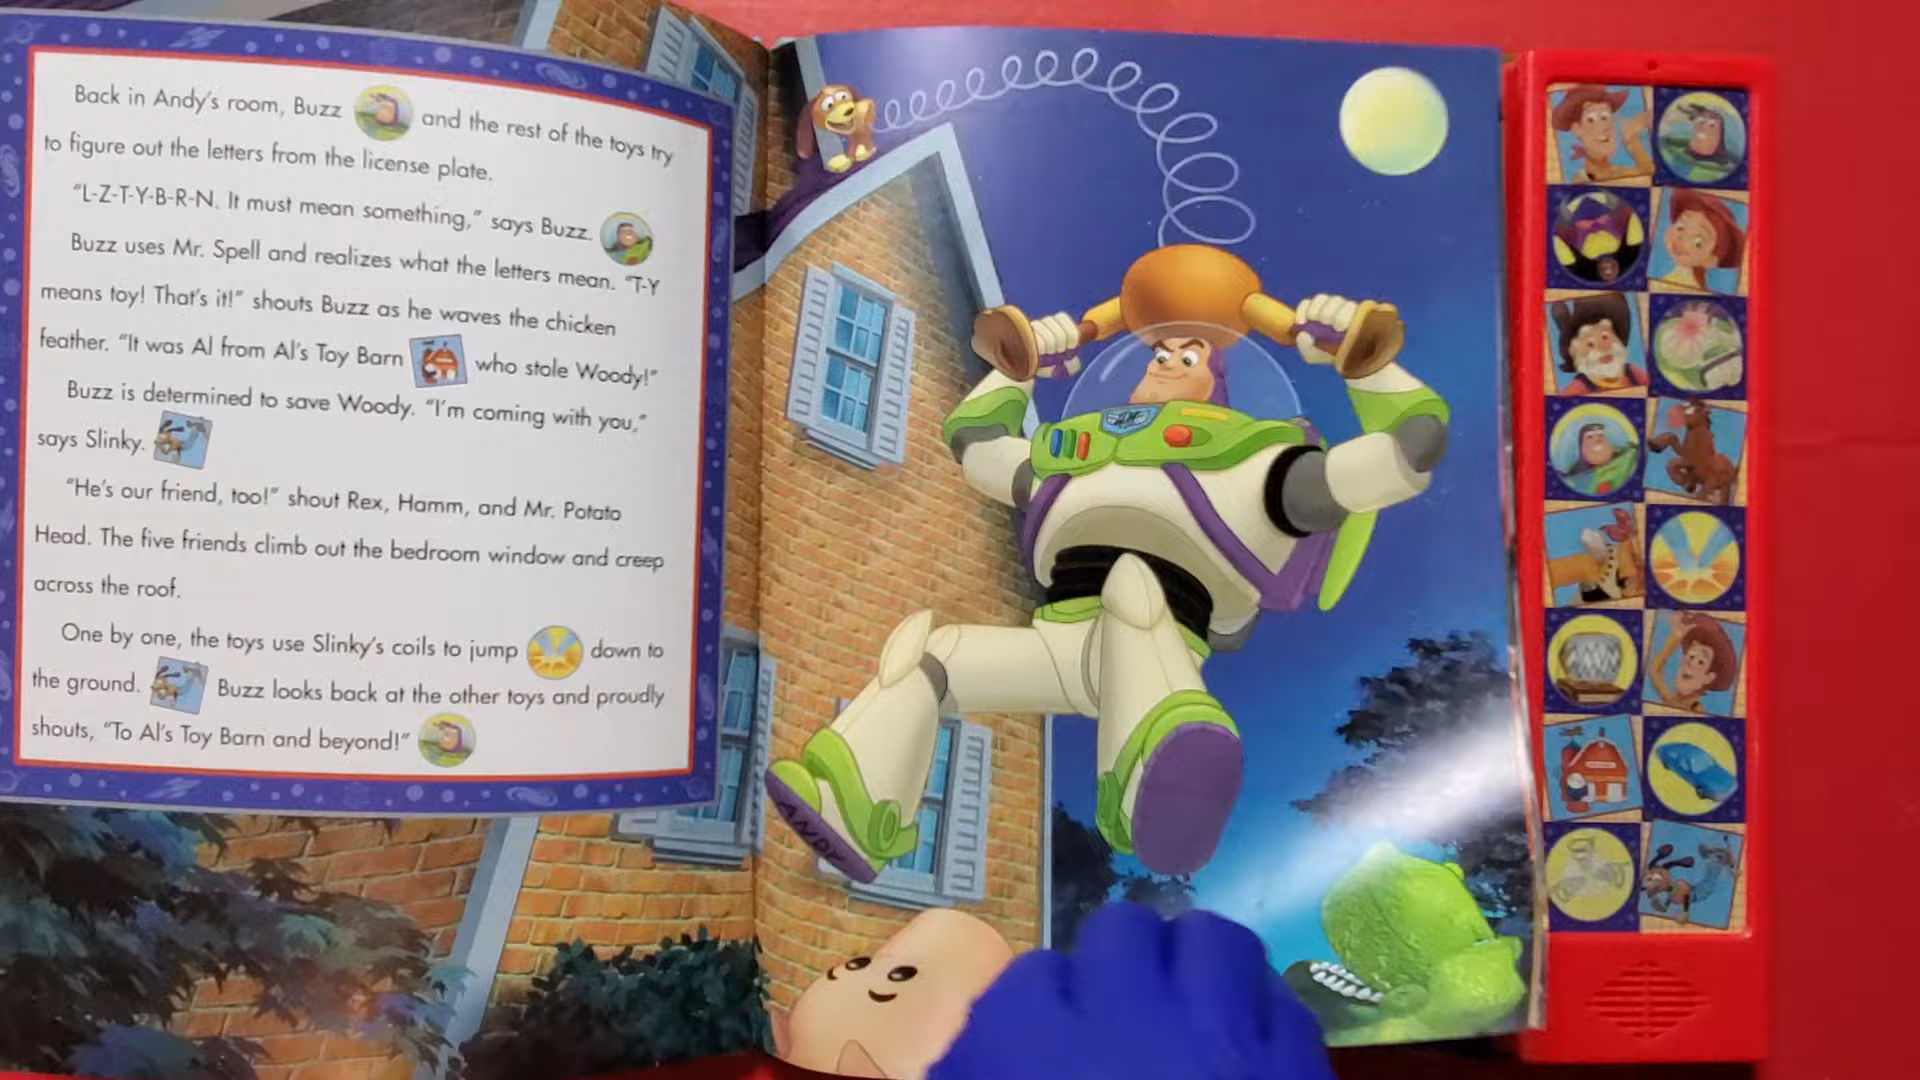 Back in Andy's room, Buzz and the rest of the toys try
to figure out the letters from the license plate.
"L-Z-T-Y-B-R-N. It must mean something," says Buzz.
Buzz uses Mr. Spell and realizes what the letters mean. "T-Y
means toy! That's it!" shouts Buzz as he waves the chicken
feather. "It was Al from Al's Toy Barn who stole Woody!"
Buzz is determined to save Woody. "I'm coming with you,"
says Slinky.
"He's our friend, too!" shout Rex, Hamm, and Mr. Potato
Head. The five friends climb out the bedroom window and creep
across the roof.
One by one, the toys use Slinky's coils to jump down to
the ground. Buzz looks back at the other toys and proudly
shouts, "To Al's Toy Barn and beyond!"
ANDY